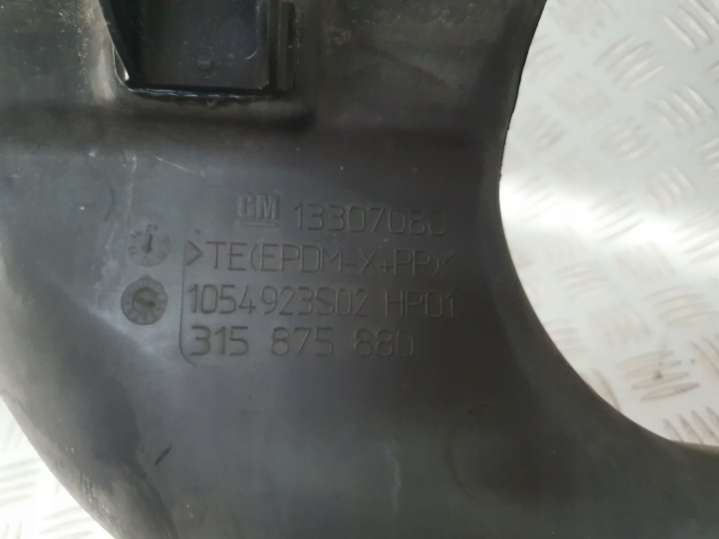 GM 13307080
>TE(EPDM-X+PP)<
1054923S02 HP01
315 875 880